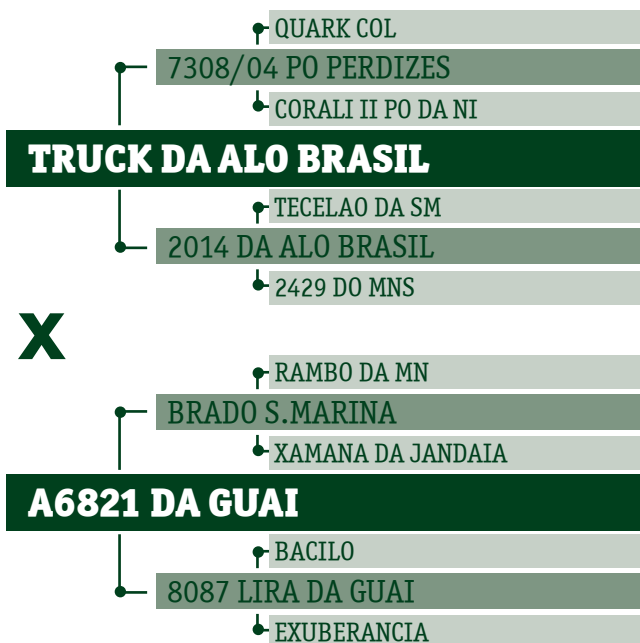 QUARK COL
7308/04 PO PERDIZES
CORALI II PO DA NI
TRUCK DA ALO BRASIL
TECELAO DA SM
2014 DA ALO BRASIL
2429 DO MNS
X
RAMBO DA MN
BRADO S.MARINA
XAMANA DA JANDAIA
A6821 DA GUAI
BACILO
8087 LIRA DA GUAI
EXUBERANCIA